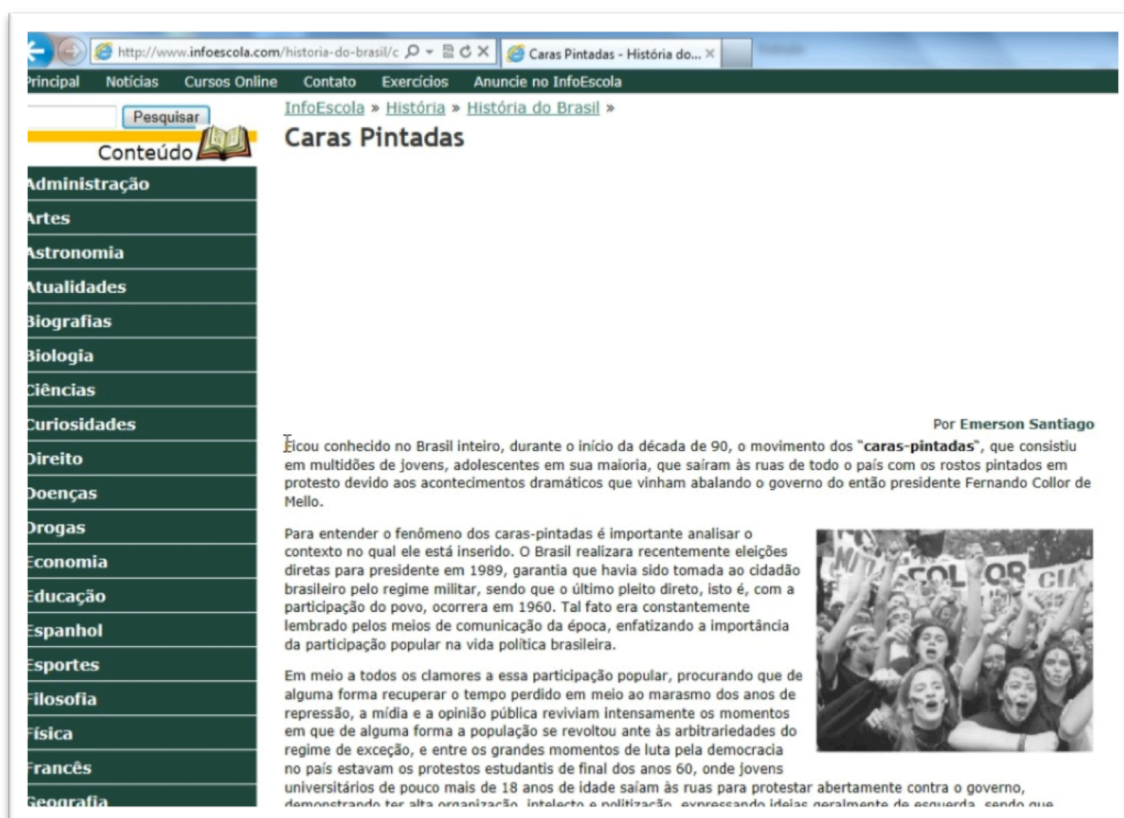 http://www.infoescola.com/historia-do-brasil/c
Caras Pintadas - História do...
Principal Notícias Cursos Online Contato Exercícios Anuncie no InfoEscola
Pesquisar
InfoEscola » História » História do Brasil »
Caras Pintadas
Conteúdo
Administração
Artes
Astronomia
Atualidades
Biografias
Biologia
Ciências
Curiosidades
Direito
Doenças
Drogas
Economia
Educação
Espanhol
Esportes
Filosofia
Física
Francês
Geografia
Por Emerson Santiago
Ficou conhecido no Brasil inteiro, durante o início da década de 90, o movimento dos "caras-pintadas", que consistiu
em multidões de jovens, adolescentes em sua maioria, que saíram às ruas de todo o país com os rostos pintados em
protesto devido aos acontecimentos dramáticos que vinham abalando o governo do então presidente Fernando Collor de
Mello.
Para entender o fenômeno dos caras-pintadas é importante analisar o
contexto no qual ele está inserido. O Brasil realizara recentemente eleições
diretas para presidente em 1989, garantia que havia sido tomada ao cidadão
brasileiro pelo regime militar, sendo que o último pleito direto, isto é, com a
participação do povo, ocorrera em 1960. Tal fato era constantemente
lembrado pelos meios de comunicação da época, enfatizando a importância
da participação popular na vida política brasileira.
Em meio a todos os clamores a essa participação popular, procurando que de
alguma forma recuperar o tempo perdido em meio ao marasmo dos anos de
repressão, a mídia e a opinião pública reviviam intensamente os momentos
em que de alguma forma a população se revoltou ante às arbitrariedades do
regime de exceção, e entre os grandes momentos de luta pela democracia
no país estavam os protestos estudantis de final dos anos 60, onde jovens
universitários de pouco mais de 18 anos de idade saíam às ruas para protestar abertamente contra o governo,
demonstrando ter alta organização, intelecto e politização, expressando ideias geralmente de esquerda, sendo que